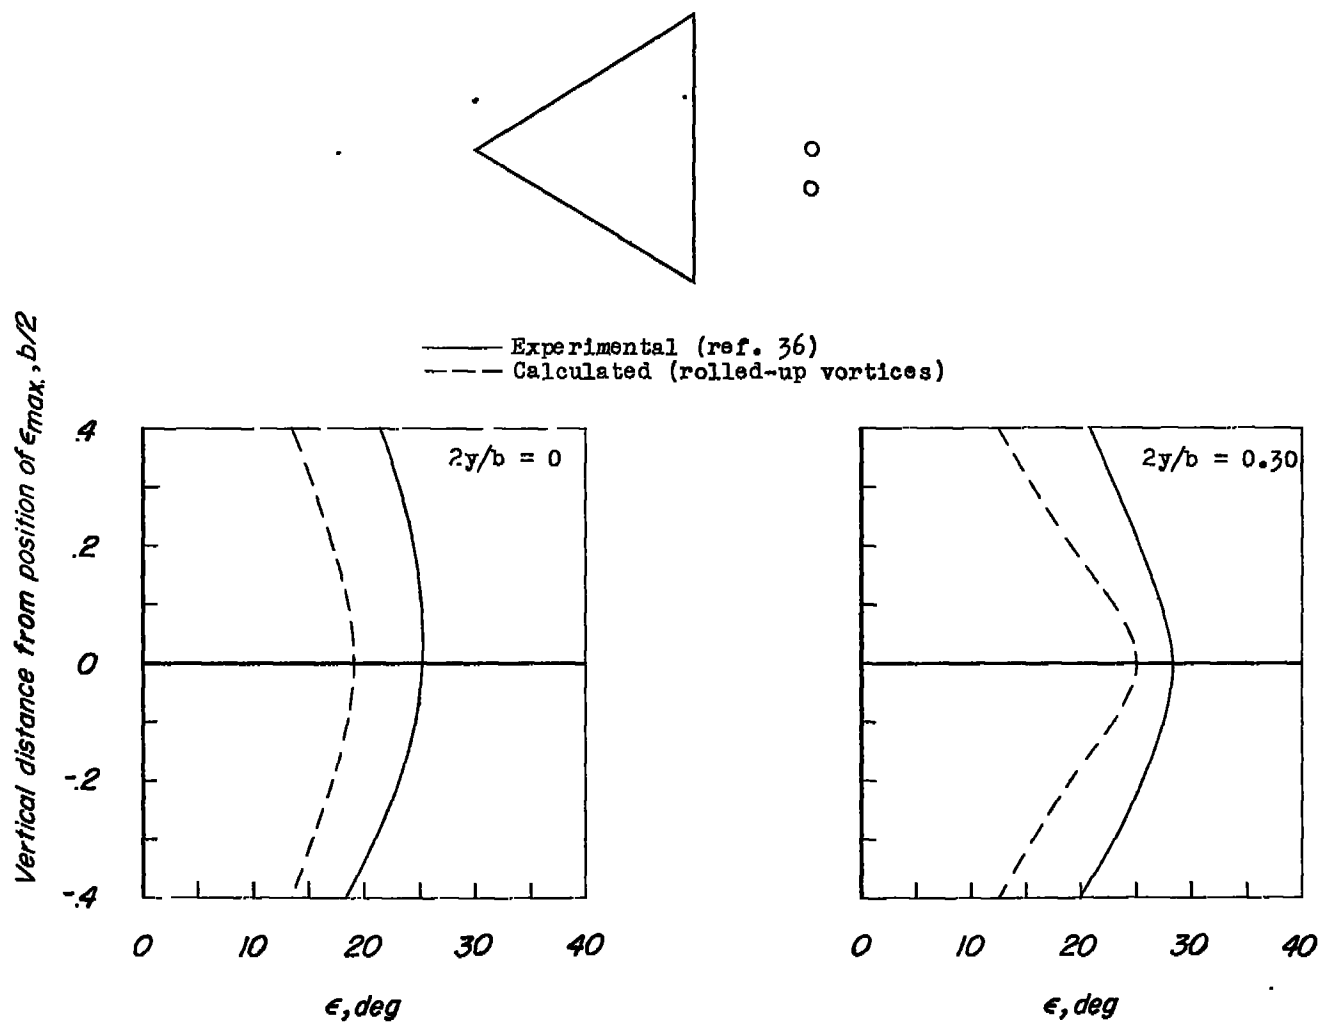 Experimental (ref. 36)
Calculated (rolled-up vortices)
Vertical distance from position of ϵmax, b/2
.4
.2
0
-.2
-.4
2y/b = 0
0 10 20 30 40
ϵ, deg
2y/b = 0.30
0 10 20 30 40
ϵ, deg